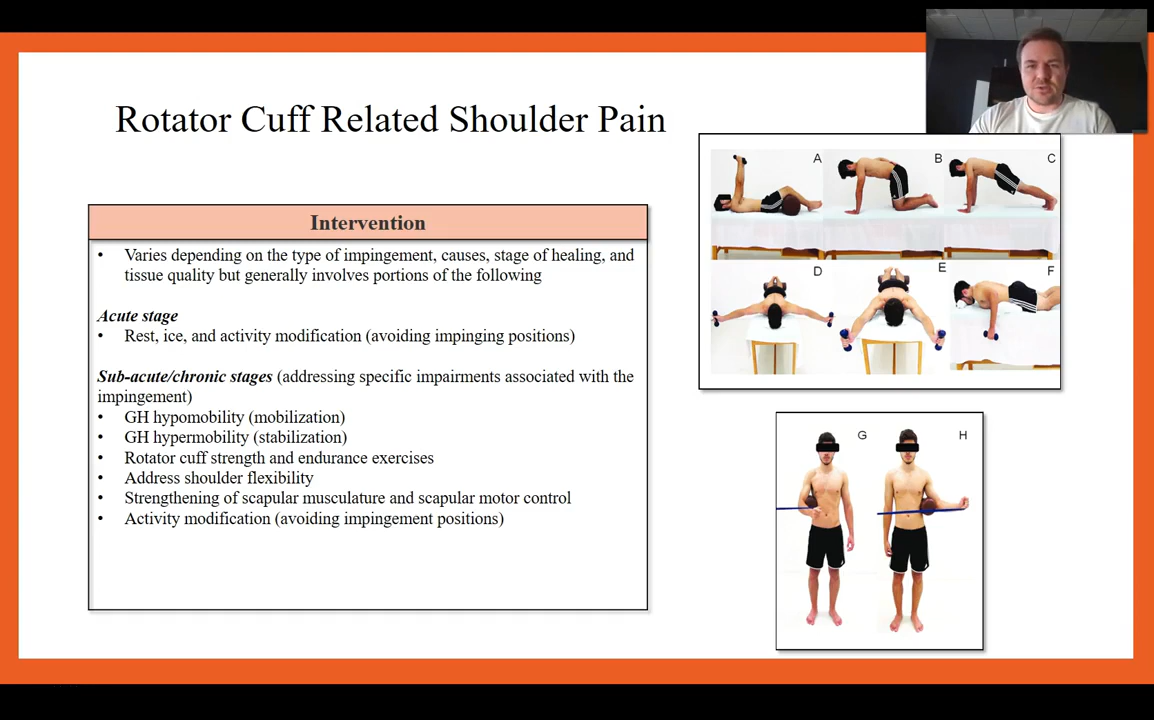 Rotator Cuff Related Shoulder Pain
Intervention
• Varies depending on the type of impingement, causes, stage of healing, and
tissue quality but generally involves portions of the following
Acute stage
• Rest, ice, and activity modification (avoiding impinging positions)
Sub-acute/chronic stages (addressing specific impairments associated with the
impingement)
• GH hypomobility (mobilization)
• GH hypermobility (stabilization)
• Rotator cuff strength and endurance exercises
• Address shoulder flexibility
• Strengthening of scapular musculature and scapular motor control
• Activity modification (avoiding impingement positions)
A
B
C
D
E
F
G
H